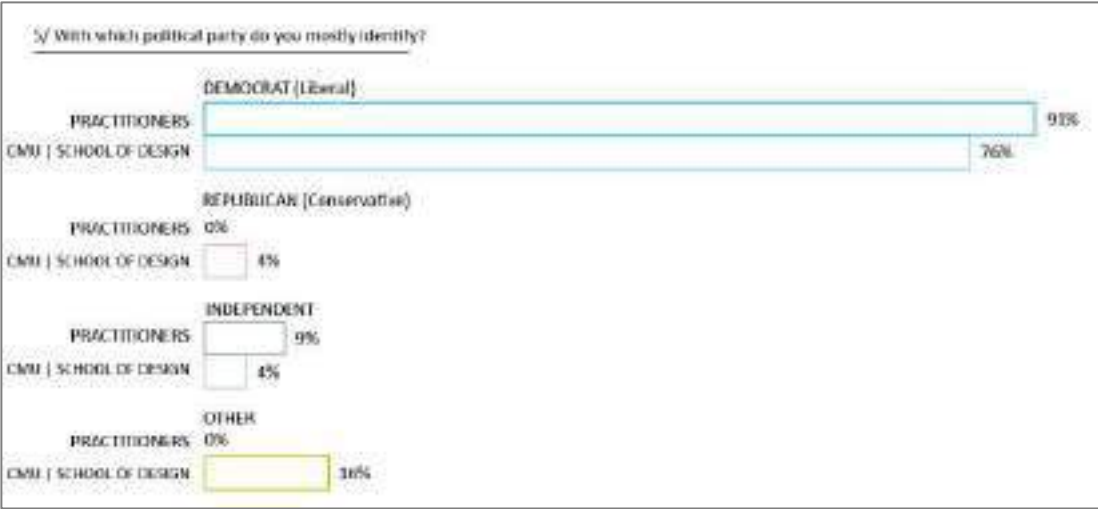 5/ With which political party do you mostly identify?
DEMOCRAT (Liberal)
PRACTITIONERS 91%
CMU | SCHOOL OF DESIGN 76%
REPUBLICAN (Conservative)
PRACTITIONERS 0%
CMU | SCHOOL OF DESIGN 4%
INDEPENDENT
PRACTITIONERS 9%
CMU | SCHOOL OF DESIGN 4%
OTHER
PRACTITIONERS 0%
CMU | SCHOOL OF DESIGN 16%